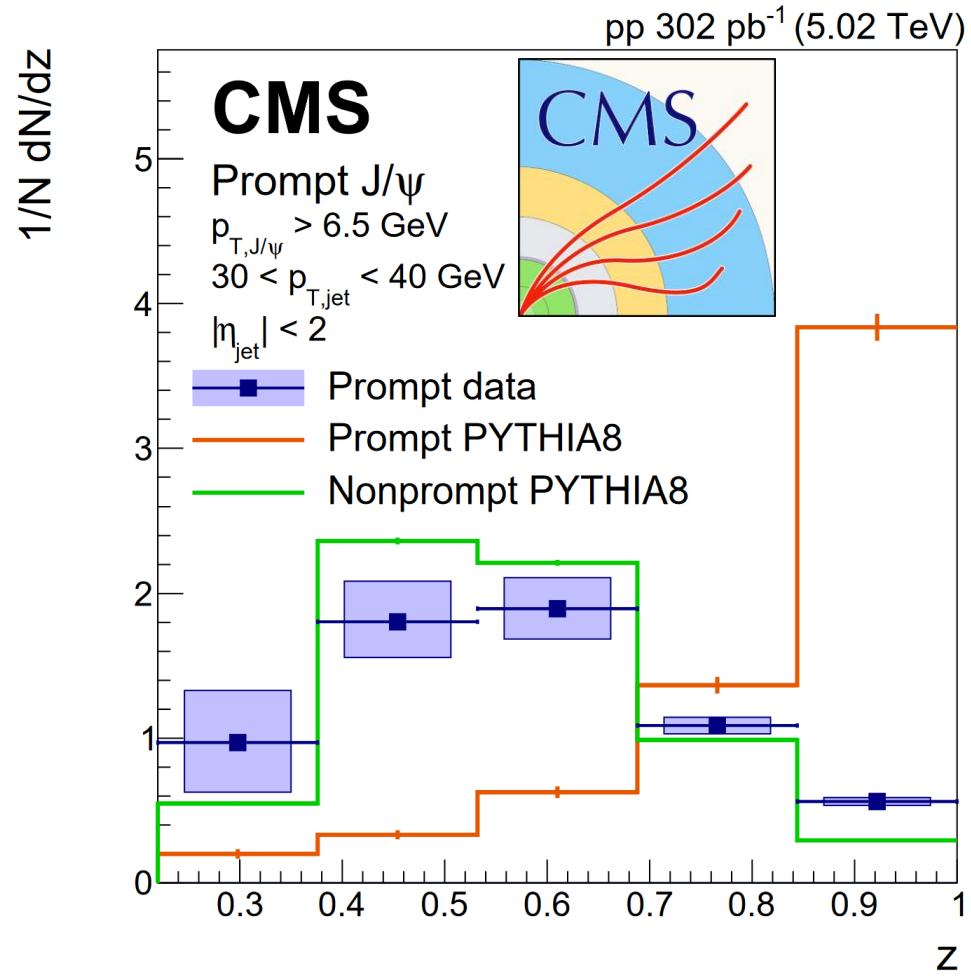 pp 302 pb⁻¹ (5.02 TeV)
1/N dN/dz
CMS
CMS
Prompt J/ψ
p_T,J/ψ > 6.5 GeV
30 < p_T,jet < 40 GeV
|η_jet| < 2
Prompt data
Prompt PYTHIA8
Nonprompt PYTHIA8
5
4
3
2
1
0
0.3 0.4 0.5 0.6 0.7 0.8 0.9 1
z